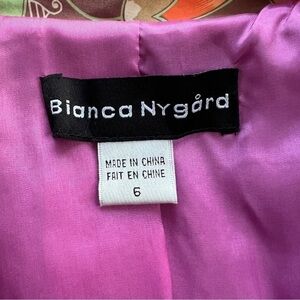 Bianca Nygård
MADE IN CHINA
FAIT EN CHINE
6